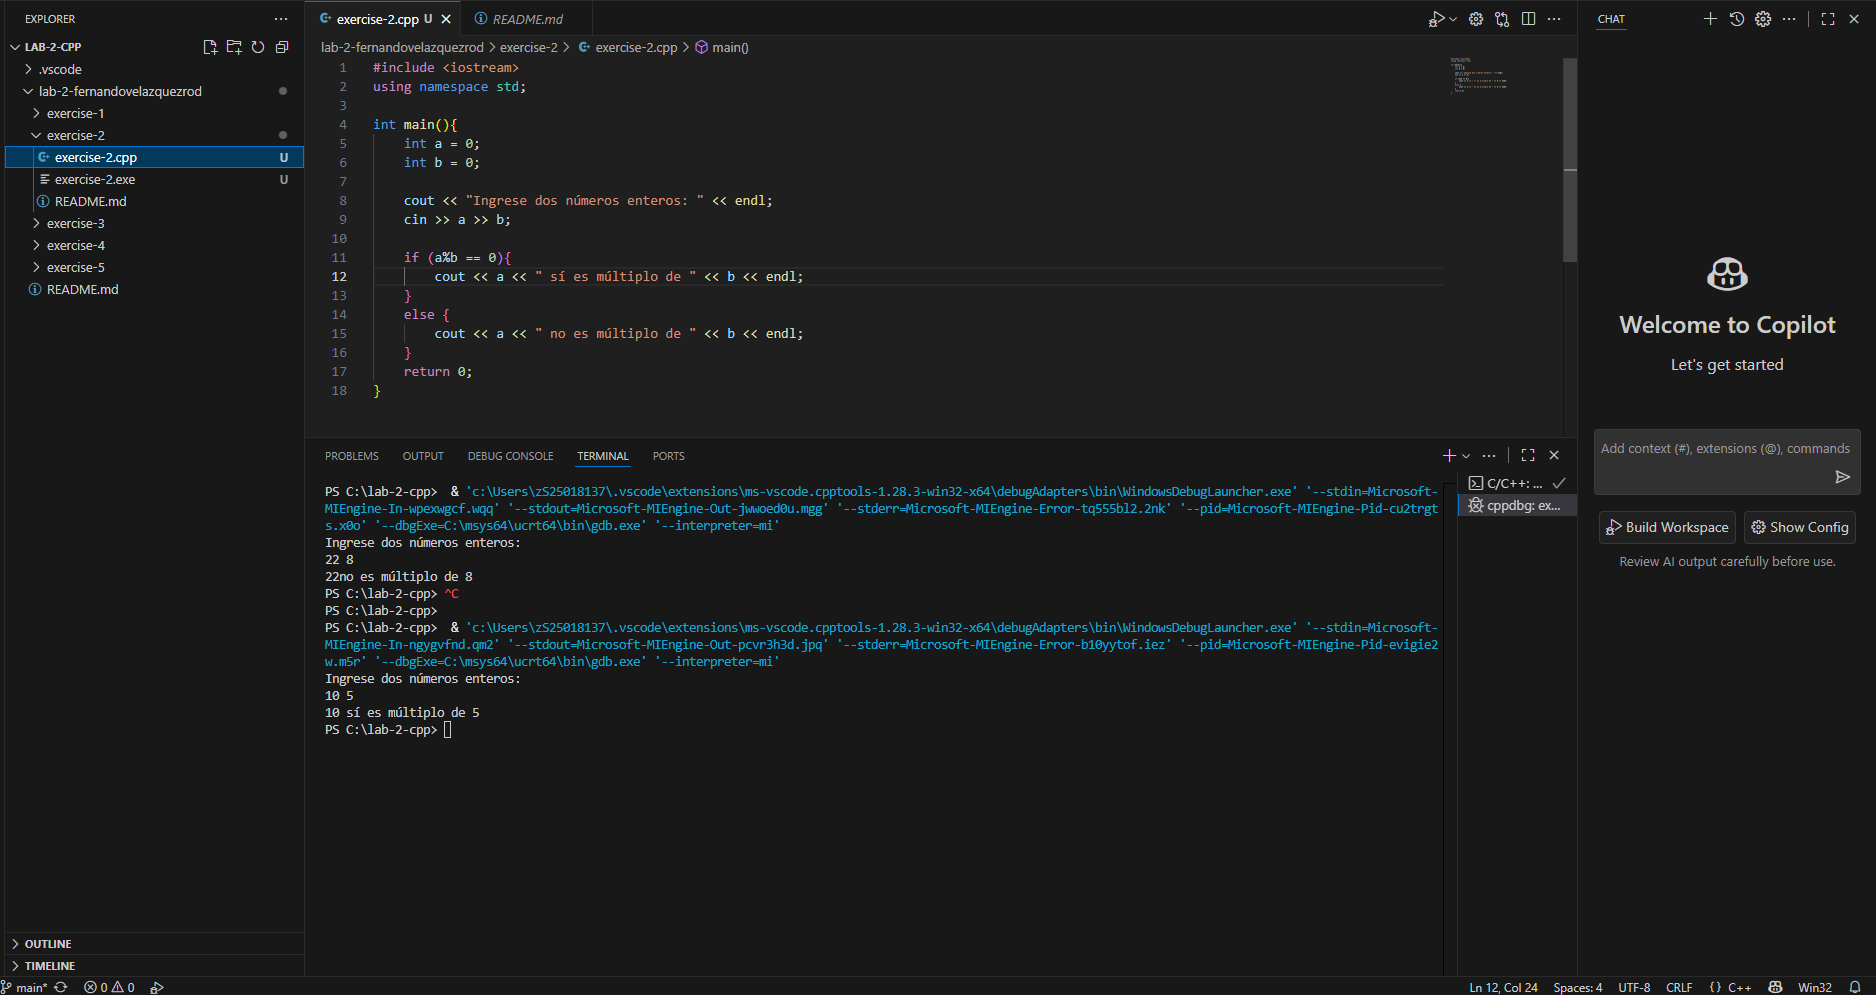 EXPLORER
LAB-2-CPP
.vscode
lab-2-fernandovelazquezrod
exercise-1
exercise-2
exercise-2.cpp U
exercise-2.exe U
README.md
exercise-3
exercise-4
exercise-5
README.md
OUTLINE
TIMELINE
exercise-2.cpp U
README.md
lab-2-fernandovelazquezrod > exercise-2 > exercise-2.cpp > main()
1 #include <iostream>
2 using namespace std;
3
4 int main(){
5 int a = 0;
6 int b = 0;
7
8 cout << "Ingrese dos números enteros: " << endl;
9 cin >> a >> b;
10
11 if (a%b == 0){
12 cout << a << " sí es múltiplo de " << b << endl;
13 }
14 else {
15 cout << a << " no es múltiplo de " << b << endl;
16 }
17 return 0;
18 }
PROBLEMS OUTPUT DEBUG CONSOLE TERMINAL PORTS
PS C:\lab-2-cpp> & 'c:\Users\zS25018137\.vscode\extensions\ms-vscode.cpptools-1.28.3-win32-x64\debugAdapters\bin\WindowsDebugLauncher.exe' '--stdin=Microsoft-
MIEngine-In-wpexwgcf.wqq' '--stdout=Microsoft-MIEngine-Out-jwwoed0u.mgg' '--stderr=Microsoft-MIEngine-Error-tq555bl2.2nk' '--pid=Microsoft-MIEngine-Pid-cu2trgt
s.x0o' '--dbgExe=C:\msys64\ucrt64\bin\gdb.exe' '--interpreter=mi'
Ingrese dos números enteros:
22 8
22no es múltiplo de 8
PS C:\lab-2-cpp> ^C
PS C:\lab-2-cpp>
PS C:\lab-2-cpp> & 'c:\Users\zS25018137\.vscode\extensions\ms-vscode.cpptools-1.28.3-win32-x64\debugAdapters\bin\WindowsDebugLauncher.exe' '--stdin=Microsoft-
MIEngine-In-ngygvfnd.qm2' '--stdout=Microsoft-MIEngine-Out-pcvr3h3d.jpq' '--stderr=Microsoft-MIEngine-Error-b10yytof.iez' '--pid=Microsoft-MIEngine-Pid-evigie2
w.m5r' '--dbgExe=C:\msys64\ucrt64\bin\gdb.exe' '--interpreter=mi'
Ingrese dos números enteros:
10 5
10 sí es múltiplo de 5
PS C:\lab-2-cpp>
C/C++: ...
cppdbg: ex...
CHAT
Welcome to Copilot
Let's get started
Add context (#), extensions (@), commands
Build Workspace
Show Config
Review AI output carefully before use.
main* 0 0
Ln 12, Col 24 Spaces: 4 UTF-8 CRLF {} C++ Win32